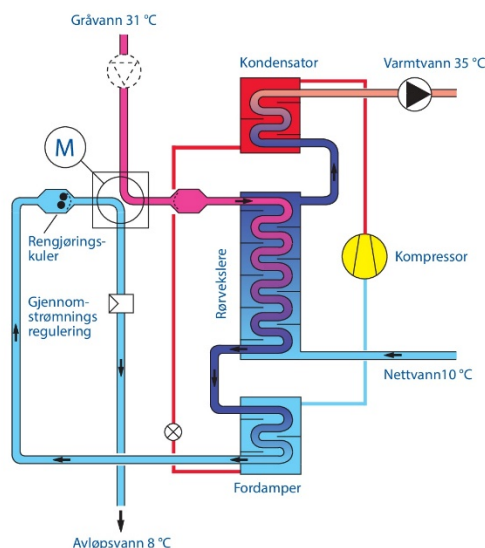 Gråvann 31 °C
Kondensator
Varmtvann 35 °C
M
Rengjørings-
kuler
Rørvekslere
Kompressor
Gjennom-
strømnings
regulering
Nettvann10 °C
Fordamper
Avløpsvann 8 °C